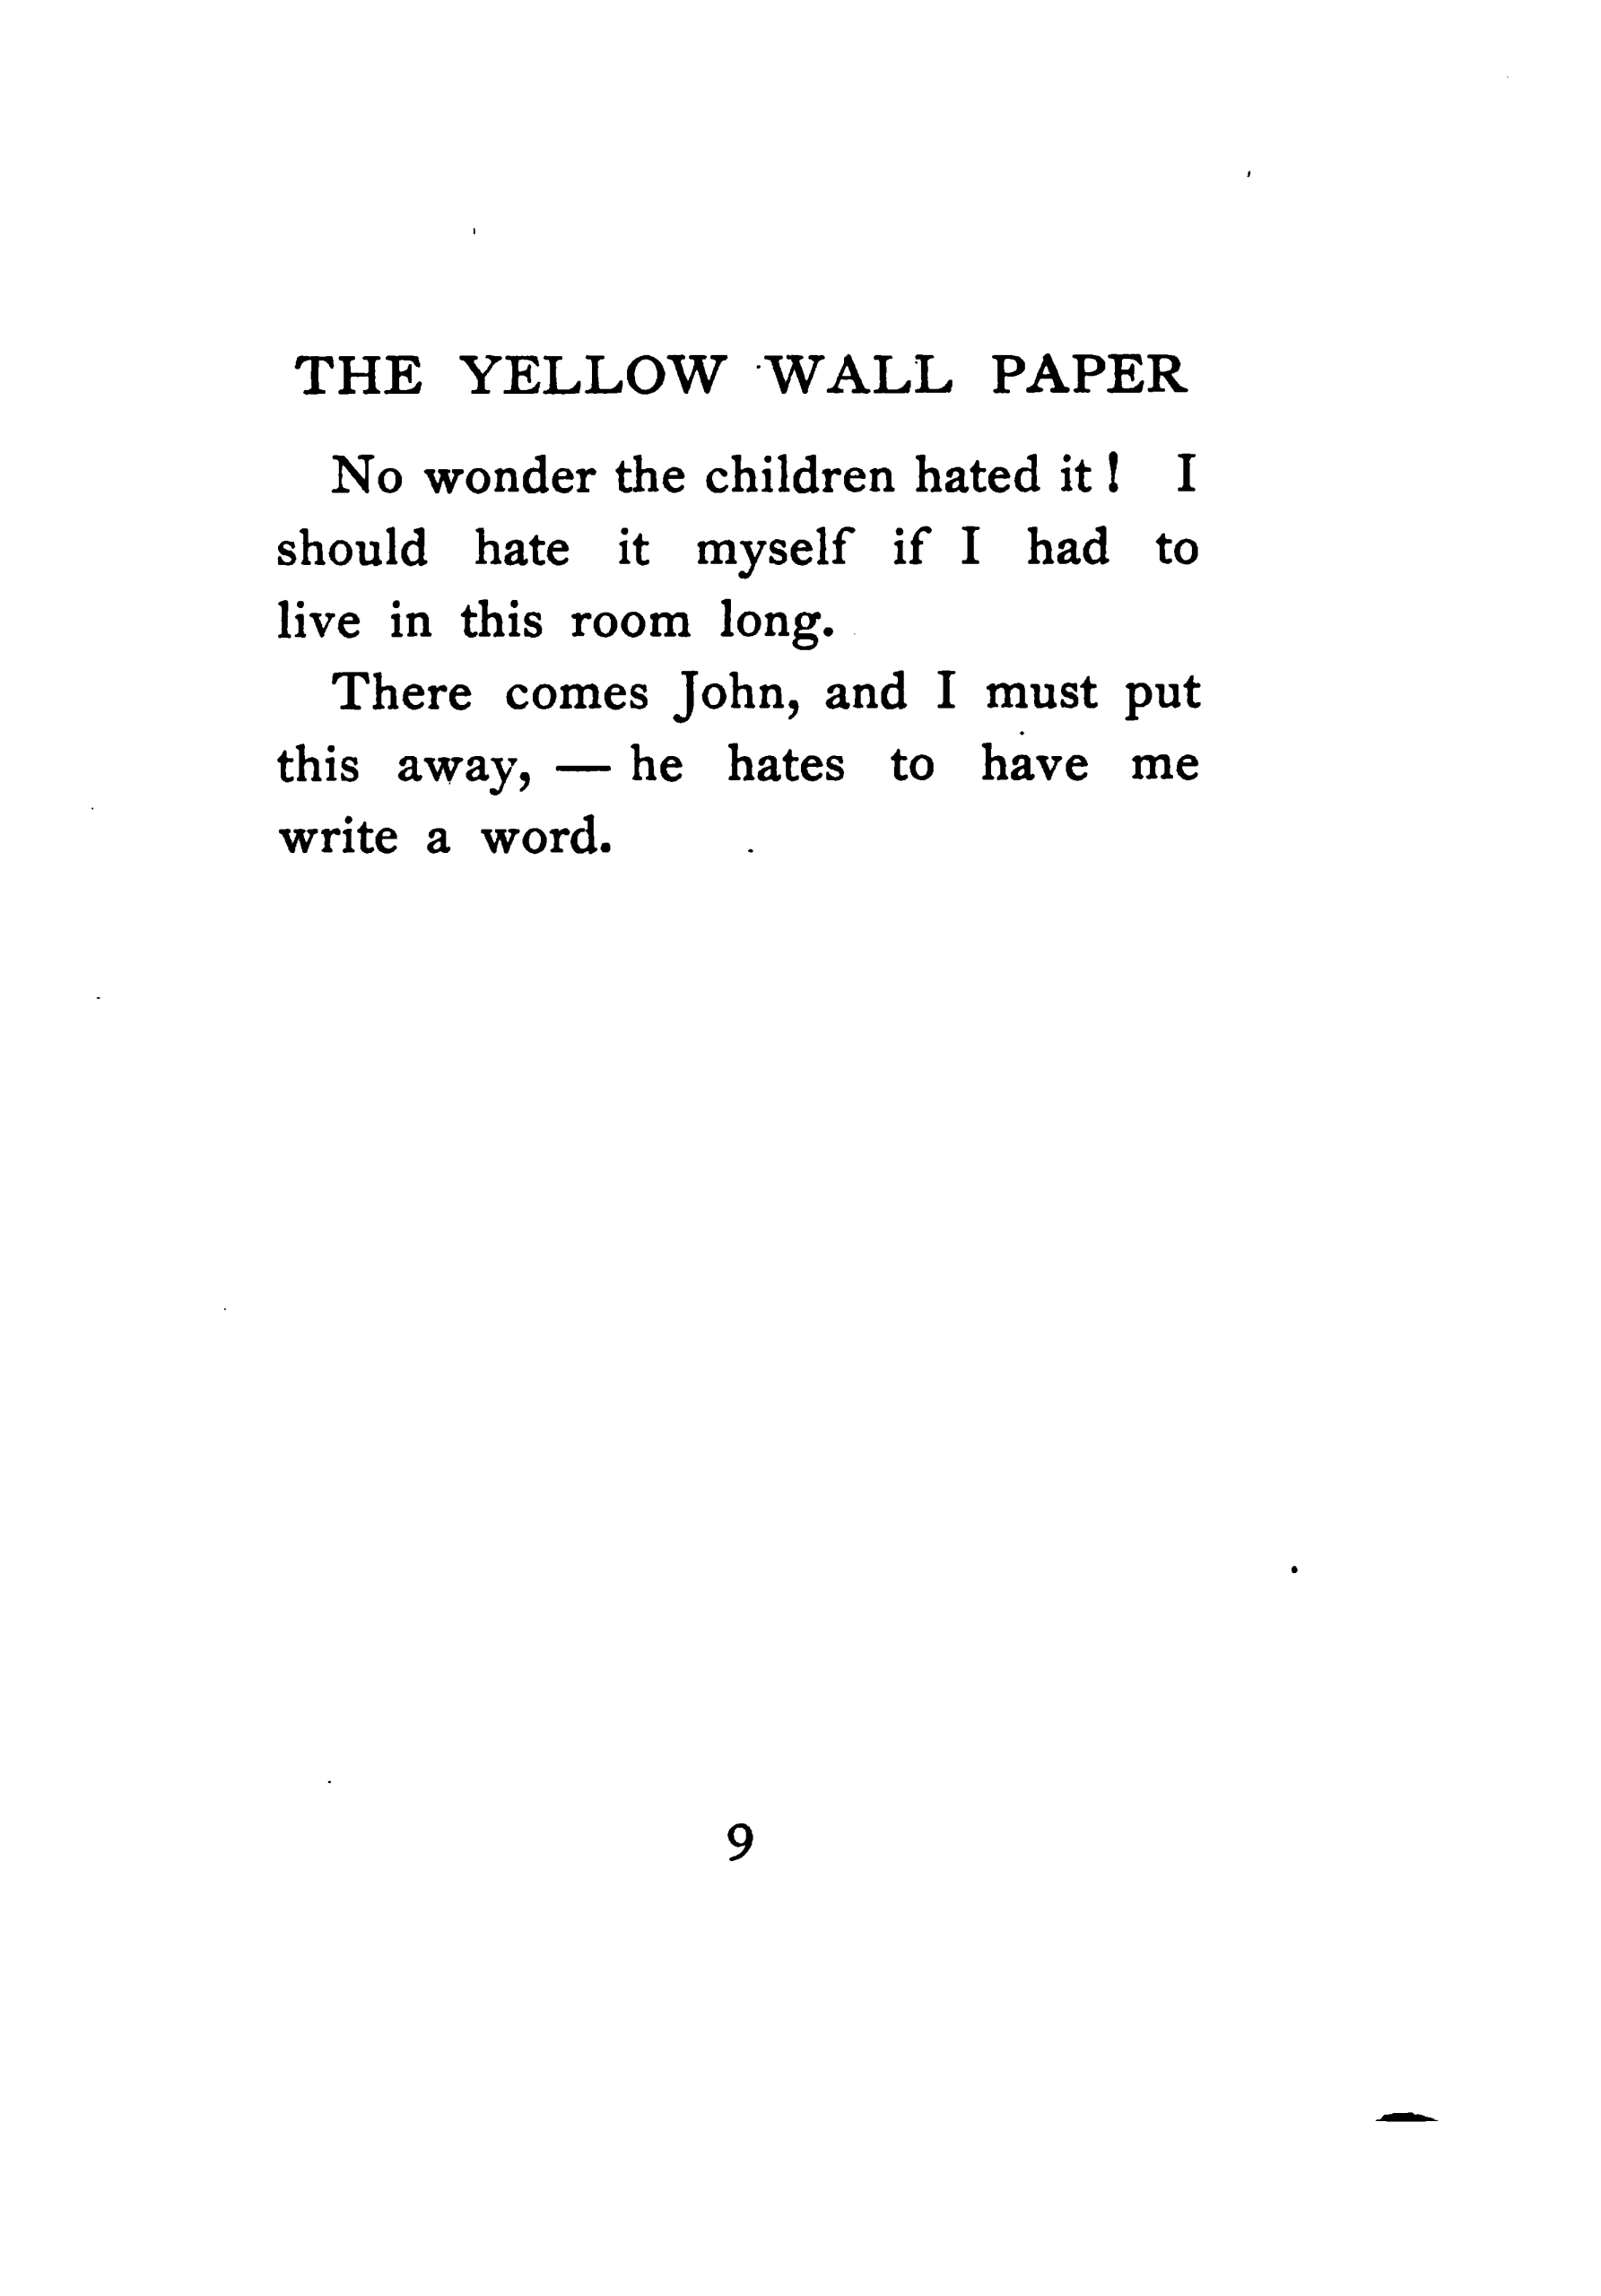 THE YELLOW WALL PAPER
No wonder the children hated it! I
should hate it myself if I had to
live in this room long.
There comes John, and I must put
this away, — he hates to have me
write a word.
9